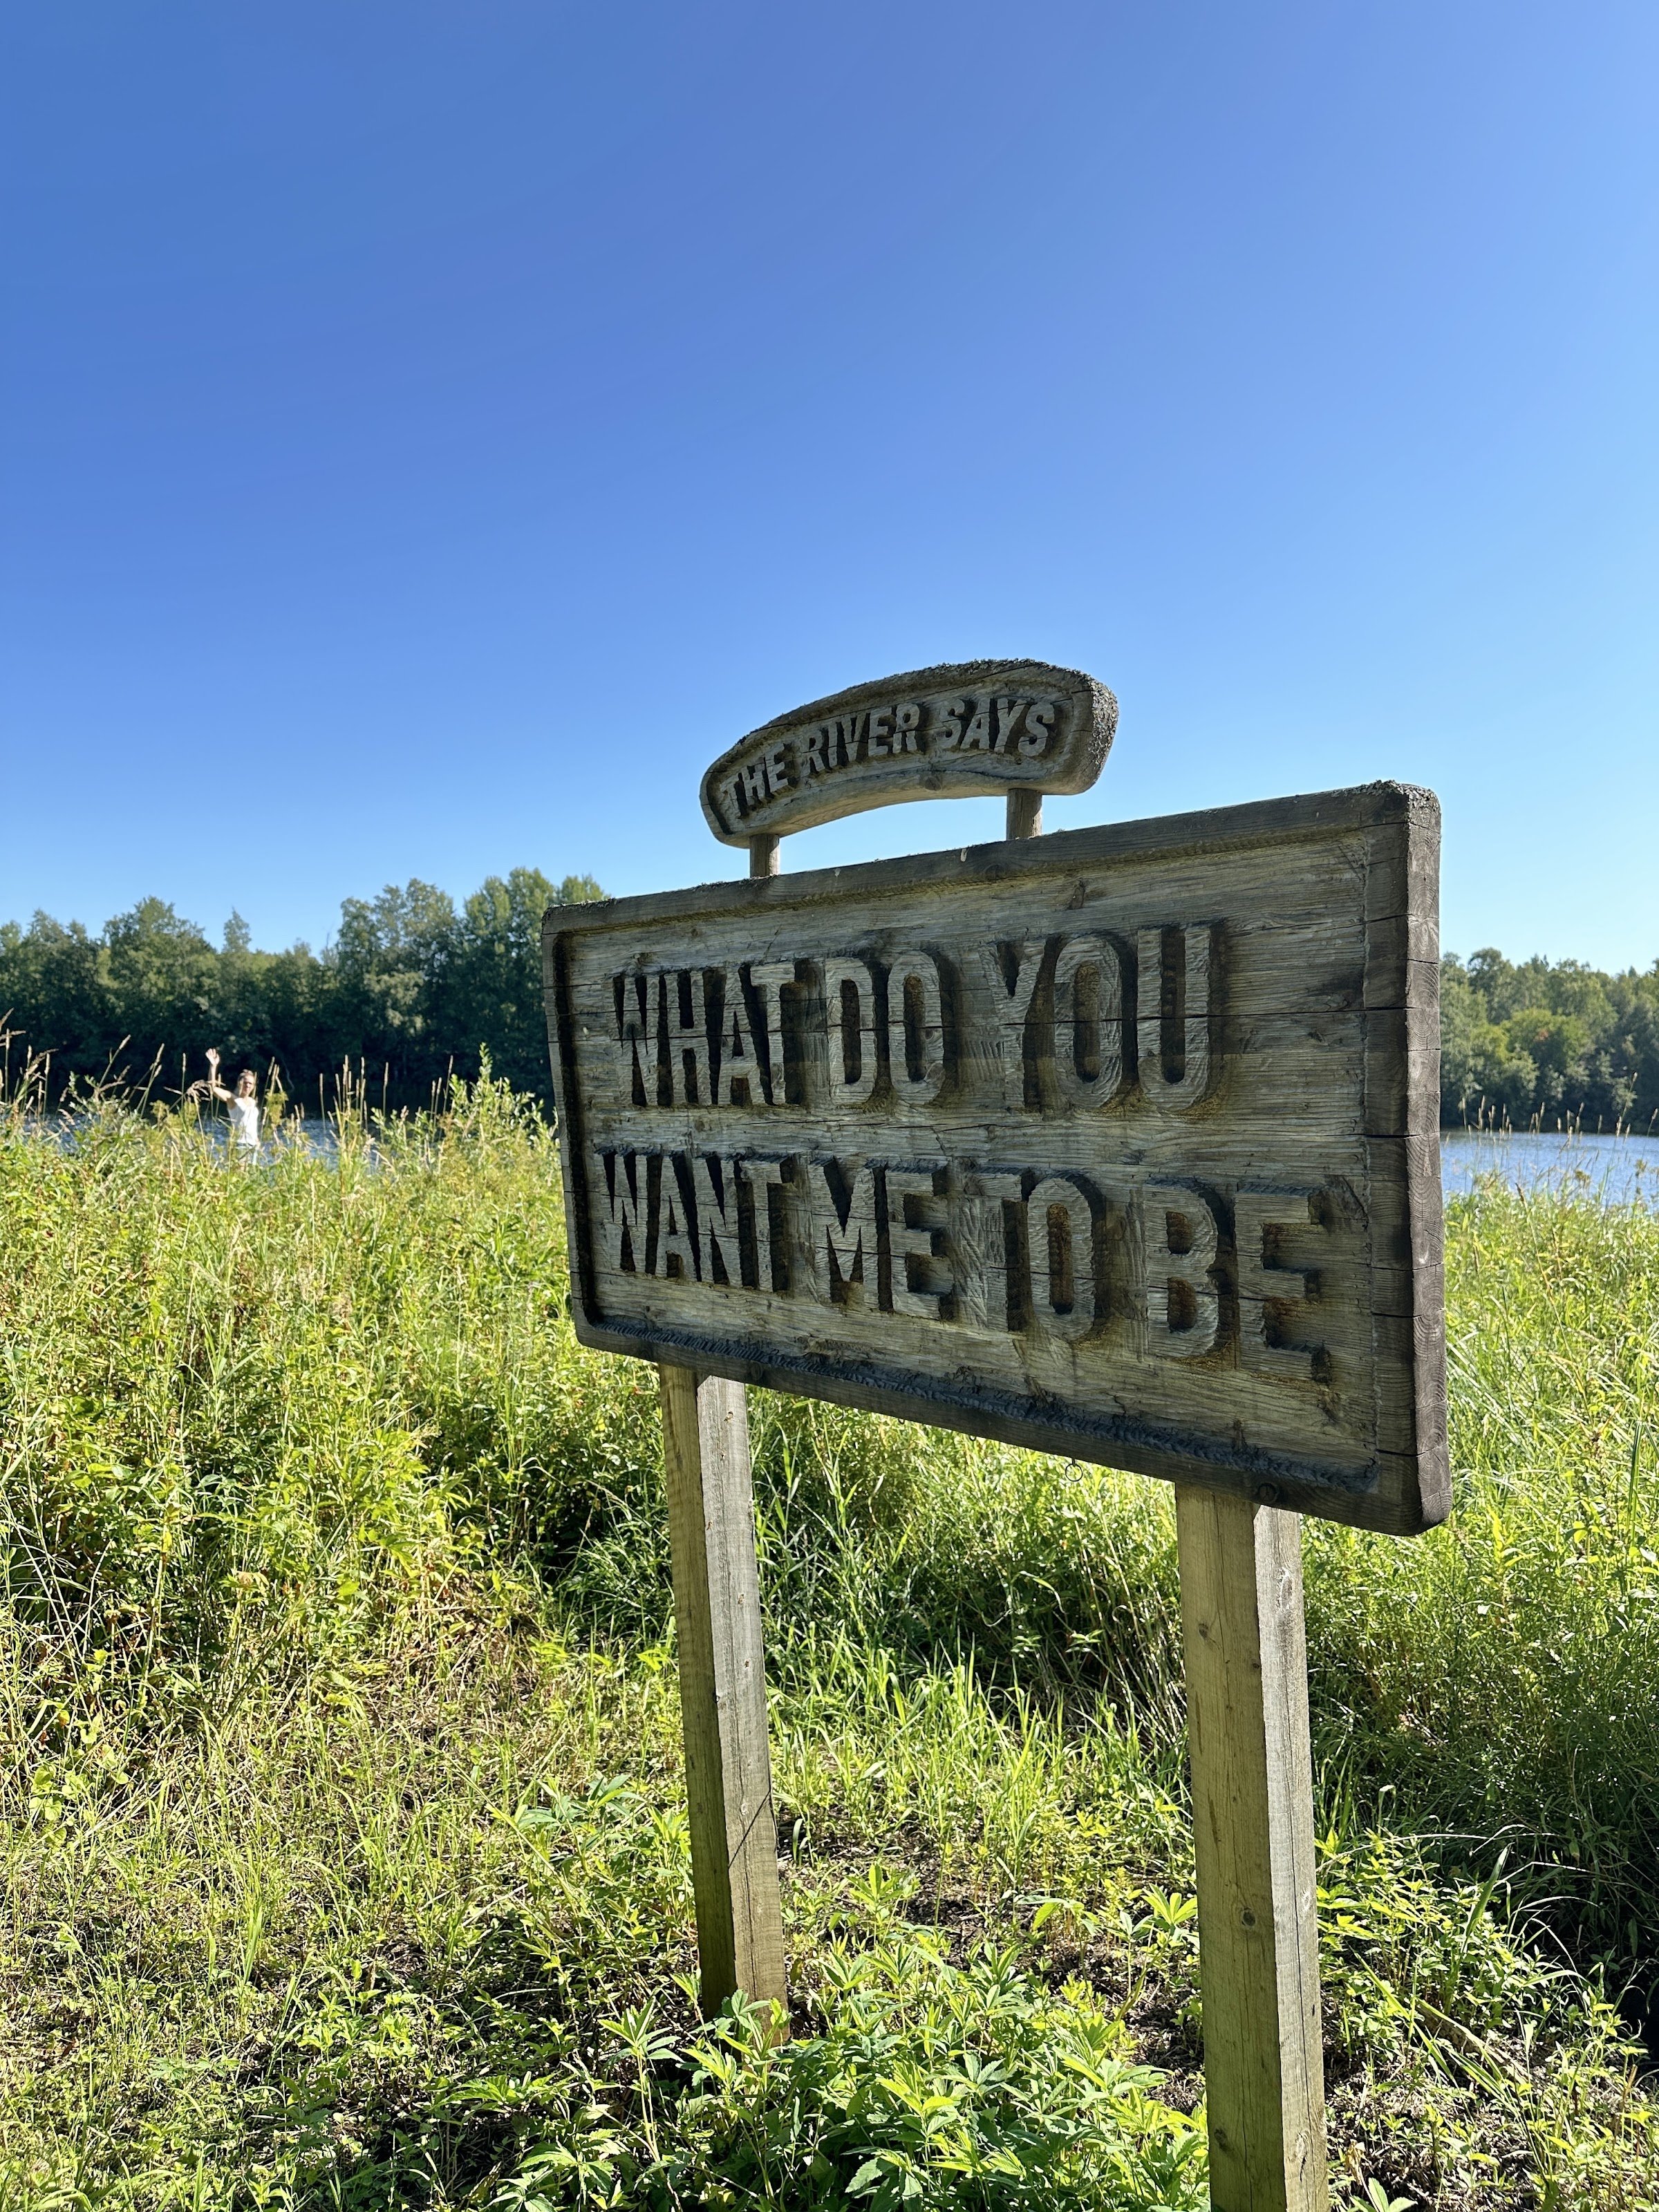 THE RIVER SAYS
WHAT DO YOU
WANT ME TO BE